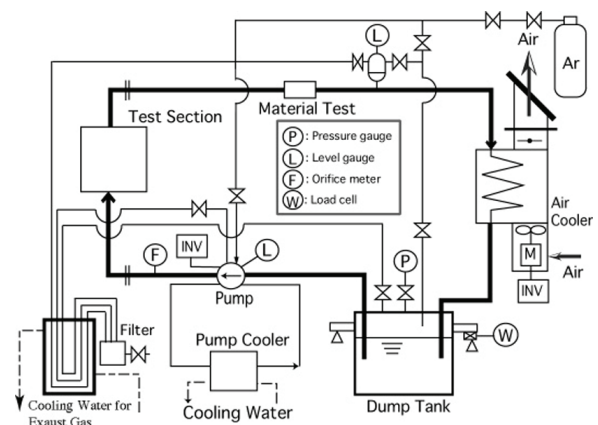 L
Air
Ar
Test Section
Material Test
P : Pressure gauge
L : Level gauge
F : Orifice meter
W : Load cell
Air
Cooler
INV
L
F
P
M
Air
INV
Pump
Filter
Pump Cooler
W
Cooling Water for
Exaust Gas
Cooling Water
Dump Tank